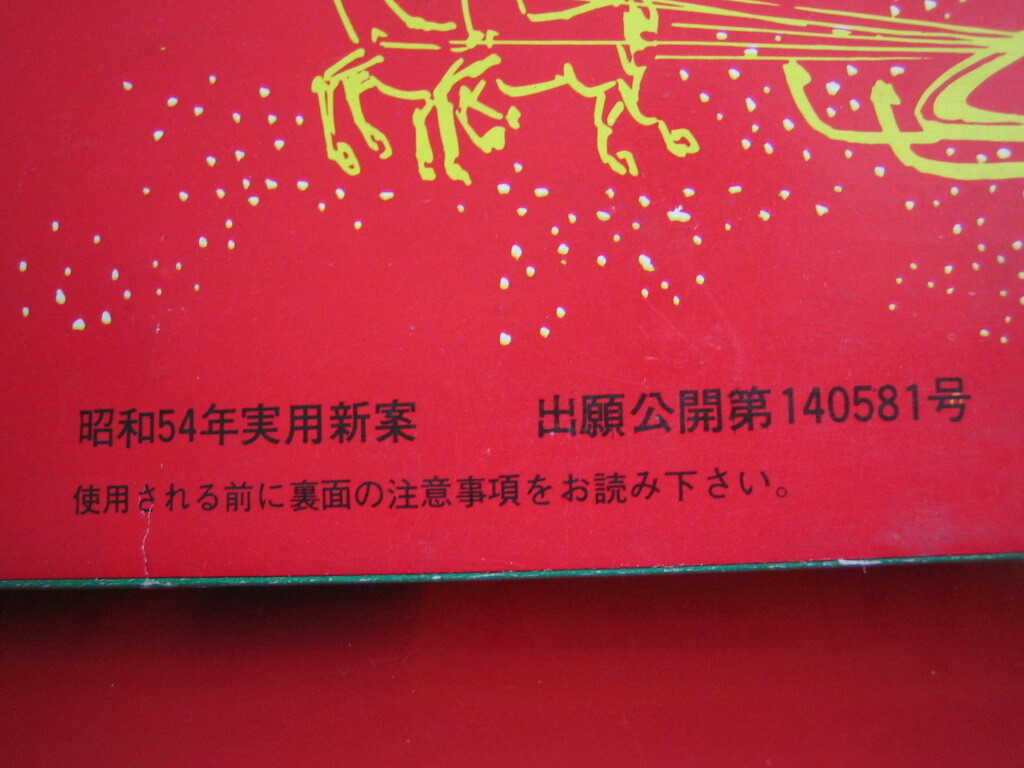 昭和54年実用新案 出願公開第140581号
使用される前に裏面の注意事項をお読み下さい。